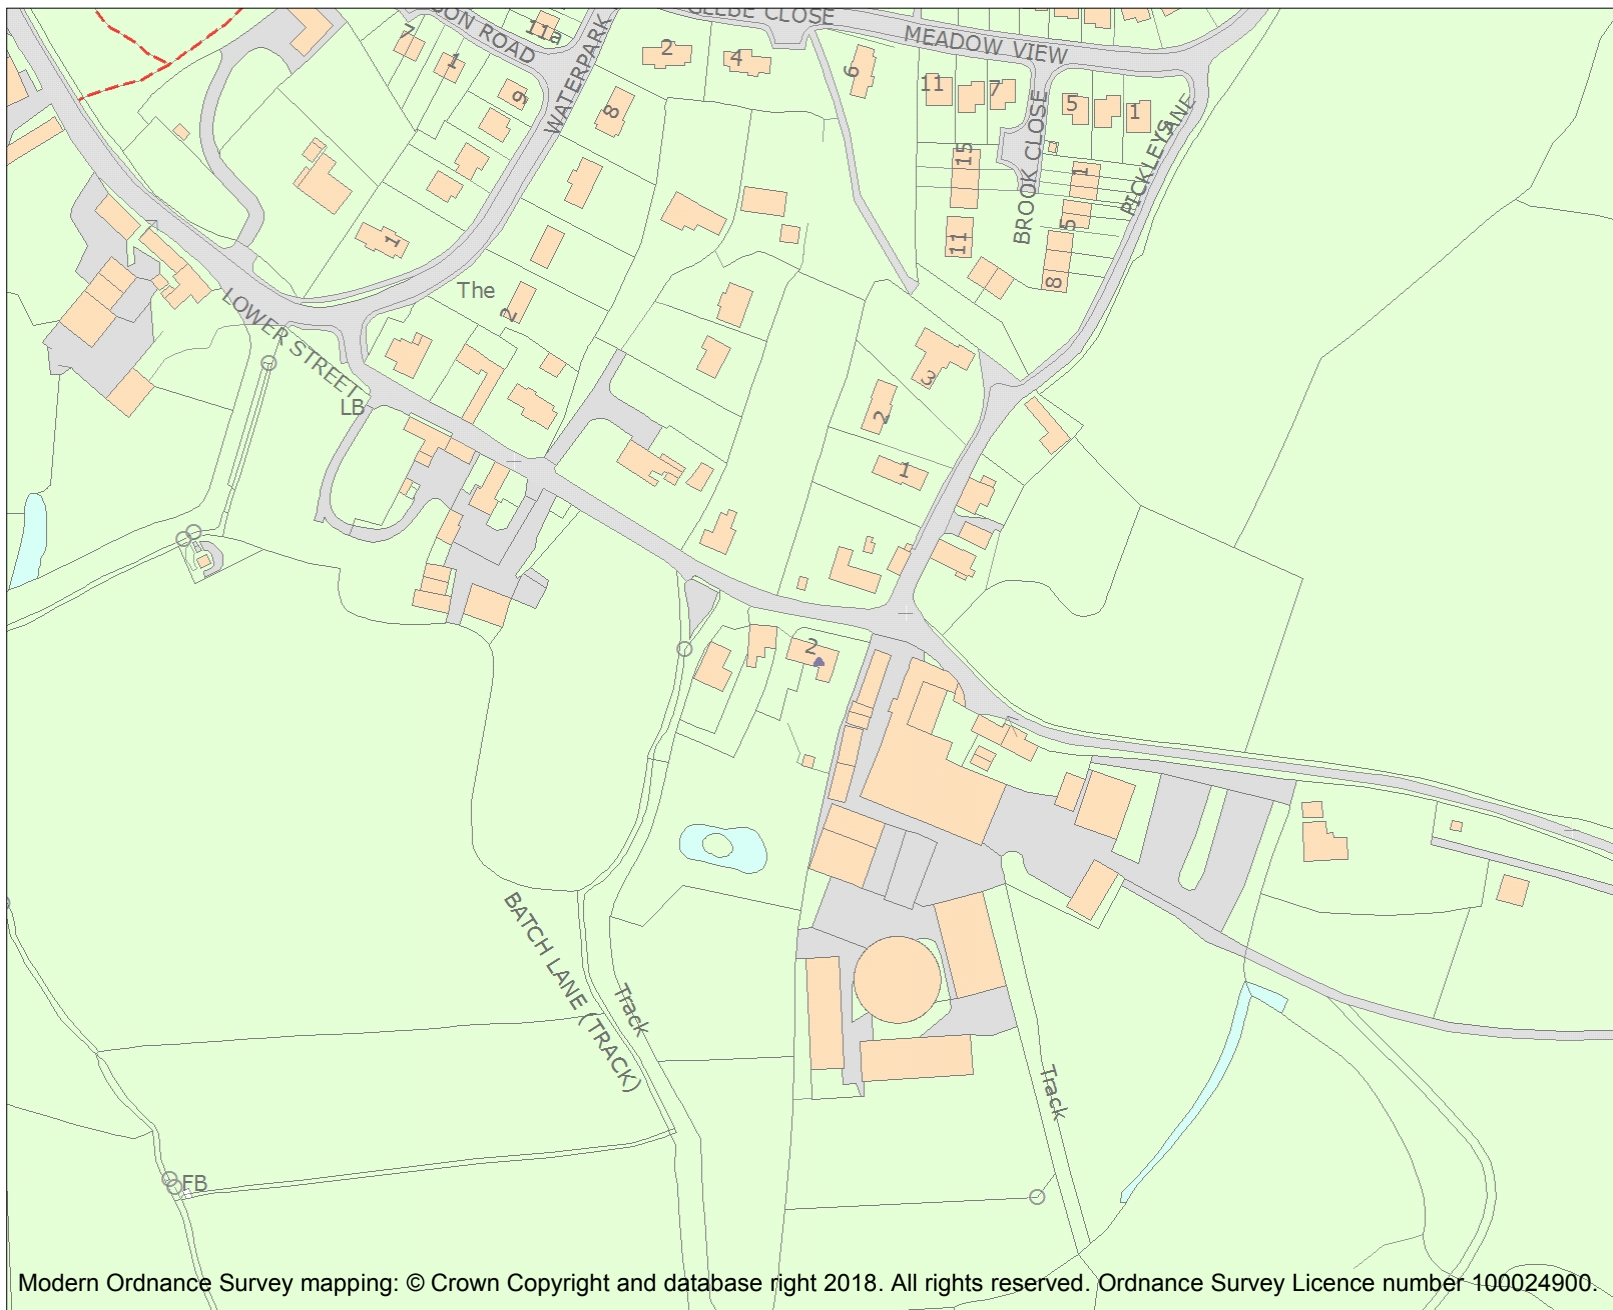 GLEBE CLOSE
MEADOW VIEW
SON ROAD
11a
7
1
9
WATERPARK
2
4
6
8
11
7
5
1
BROOK CLOSE
PICKLEYS LANE
15
11
1
5
8
1
The
2
LOWER STREET
LB
3
2
1
2
BATCH LANE (TRACK)
Track
Track
FB
Modern Ordnance Survey mapping: © Crown Copyright and database right 2018. All rights reserved. Ordnance Survey Licence number 100024900.